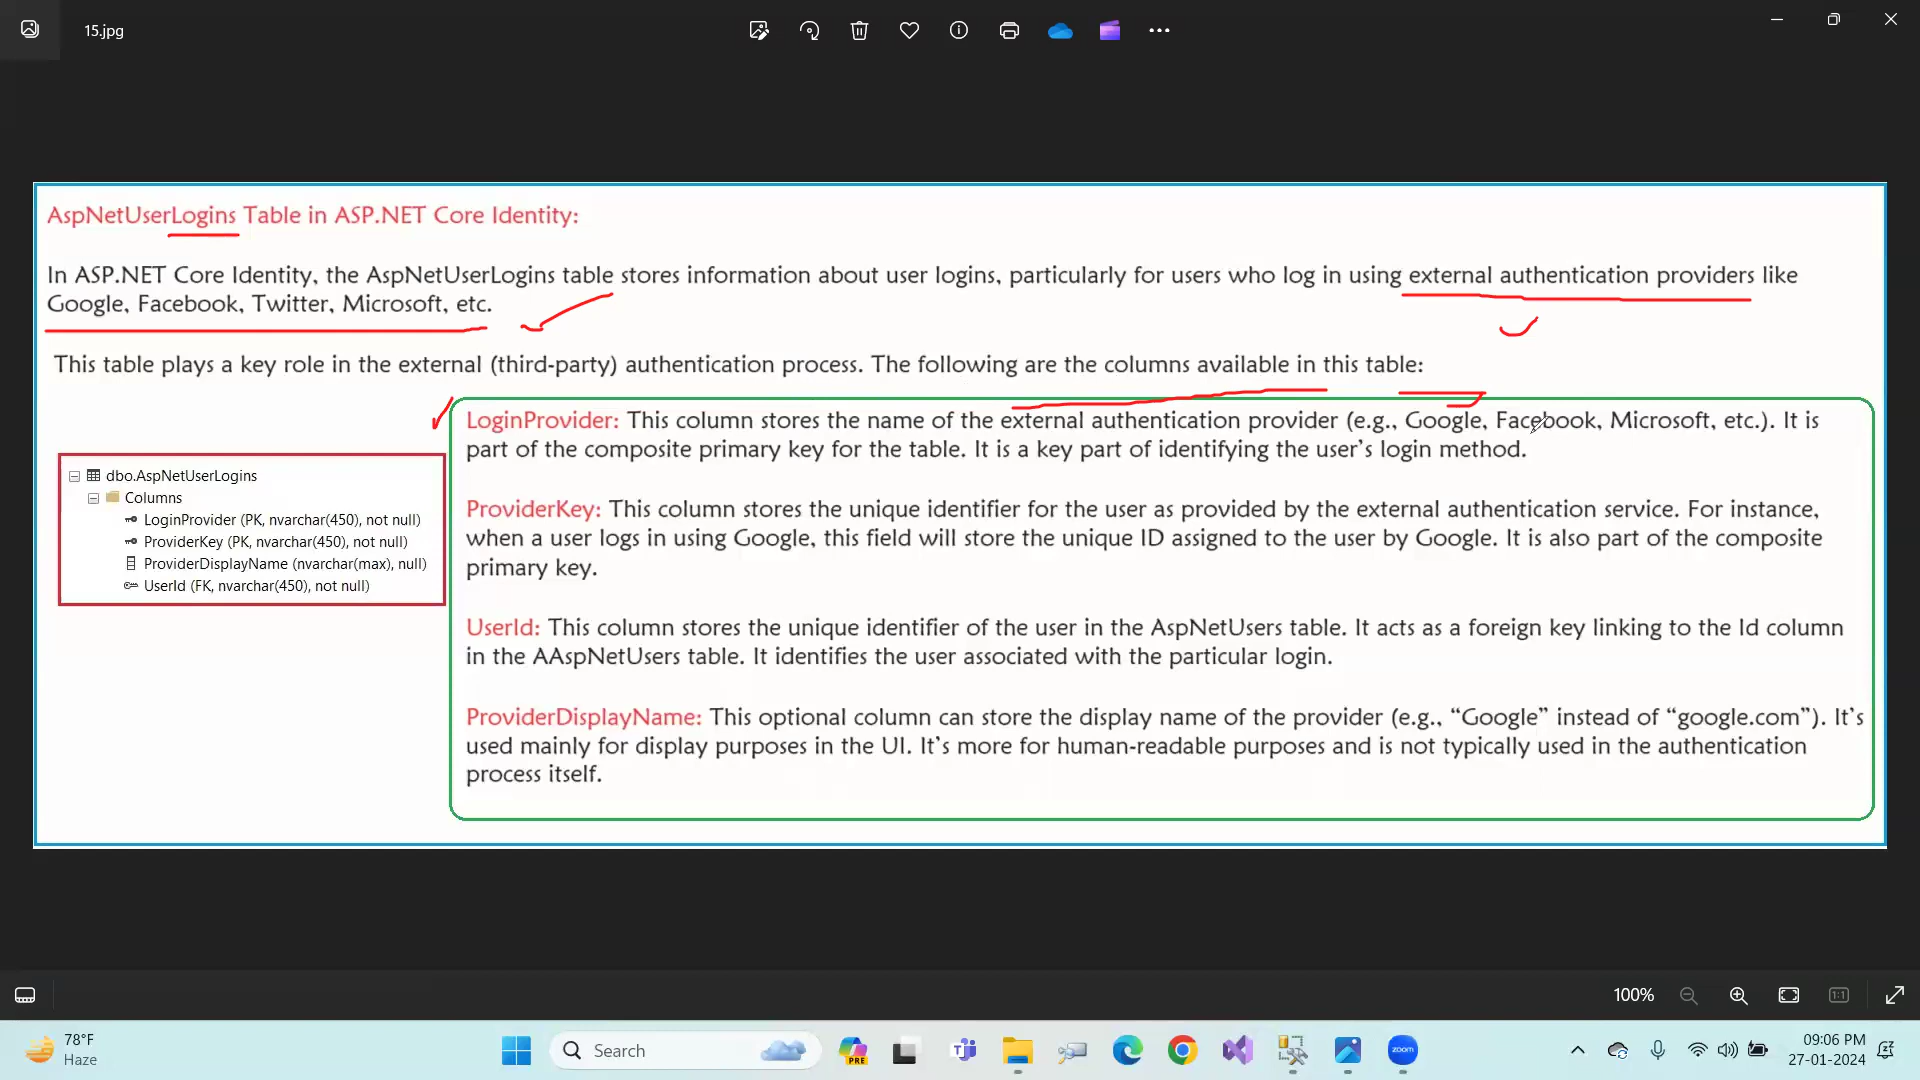 15.jpg
AspNetUserLogins Table in ASP.NET Core Identity:
In ASP.NET Core Identity, the AspNetUserLogins table stores information about user logins, particularly for users who log in using external authentication providers like
Google, Facebook, Twitter, Microsoft, etc.
This table plays a key role in the external (third-party) authentication process. The following are the columns available in this table:
LoginProvider: This column stores the name of the external authentication provider (e.g., Google, Facebook, Microsoft, etc.). It is
part of the composite primary key for the table. It is a key part of identifying the user's login method.
dbo.AspNetUserLogins
Columns
LoginProvider (PK, nvarchar(450), not null)
ProviderKey (PK, nvarchar(450), not null)
ProviderDisplayName (nvarchar(max), null)
UserId (FK, nvarchar(450), not null)
ProviderKey: This column stores the unique identifier for the user as provided by the external authentication service. For instance,
when a user logs in using Google, this field will store the unique ID assigned to the user by Google. It is also part of the composite
primary key.
UserId: This column stores the unique identifier of the user in the AspNetUsers table. It acts as a foreign key linking to the Id column
in the AAspNetUsers table. It identifies the user associated with the particular login.
ProviderDisplayName: This optional column can store the display name of the provider (e.g., “Google” instead of “google.com”). It's
used mainly for display purposes in the UI. It's more for human-readable purposes and is not typically used in the authentication
process itself.
100%
1:1
78°F
Haze
Search
PRE
zoom
09:06 PM
27-01-2024